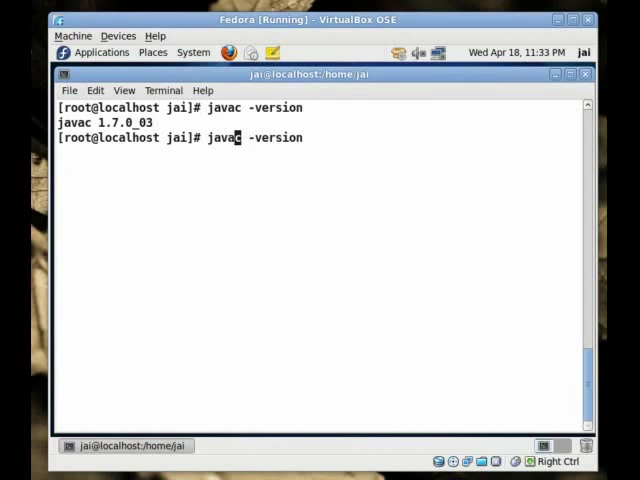 Fedora [Running] - VirtualBox OSE
Machine Devices Help
Applications Places System Wed Apr 18, 11:33 PM jai
jai@localhost:/home/jai
File Edit View Terminal Help
[root@localhost jai]# javac -version
javac 1.7.0_03
[root@localhost jai]# javac -version
jai@localhost:/home/jai
Right Ctrl